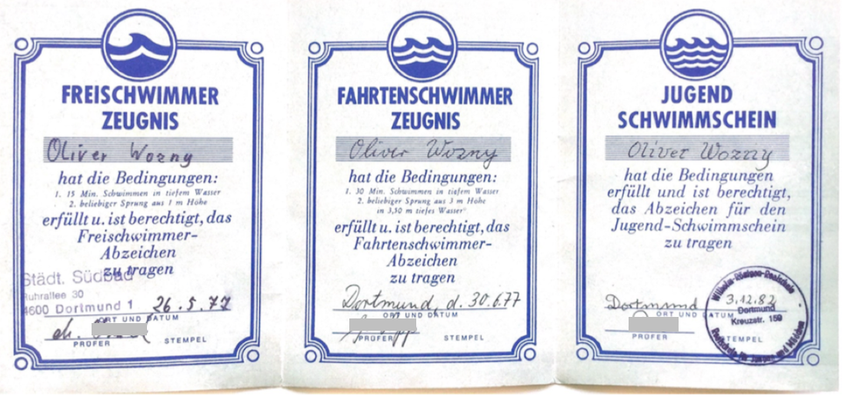 FREISCHWIMMER
ZEUGNIS
Oliver Wozny
hat die Bedingungen:
1. 15 Min. Schwimmen in tiefem Wasser
2. beliebiger Sprung aus 1 m Höhe
erfüllt u. ist berechtigt, das
Freischwimmer-
Abzeichen
zu tragen
Städt. Südbad
Ruhrallee 30
4600 Dortmund 1 26.5.77
ORT UND DATUM
PRÜFER STEMPEL
FAHRTENSCHWIMMER
ZEUGNIS
Oliver Wozny
hat die Bedingungen:
1. 30 Min. Schwimmen in tiefem Wasser
2. beliebiger Sprung aus 3 m Höhe
in 3,50 m tiefes Wasser
erfüllt u. ist berechtigt, das
Fahrtenschwimmer-
Abzeichen
zu tragen
Dortmund, d. 30.6.77
ORT UND DATUM
PRÜFER STEMPEL
JUGEND
SCHWIMMSCHEIN
Oliver Wozny
hat die Bedingungen
erfüllt und ist berechtigt,
das Abzeichen für den
Jugend-Schwimmschein
zu tragen
Dortmund 3.12.82
ORT UND DATUM
PRÜFER STEMPEL
Dortmund
Kreuzstr. 159